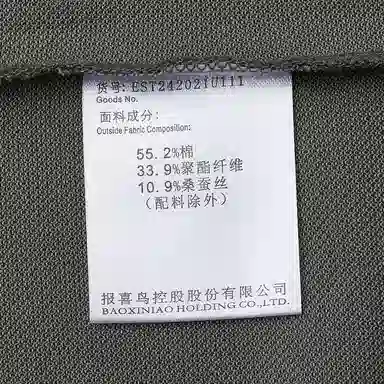 货号: EST242021U111
Goods No.
面料成分:
Outside Fabric Composition:
55.2%棉
33.9%聚酯纤维
10.9%桑蚕丝
(配料除外)
报喜鸟控股股份有限公司
BAOXINIAO HOLDING CO.,LTD.